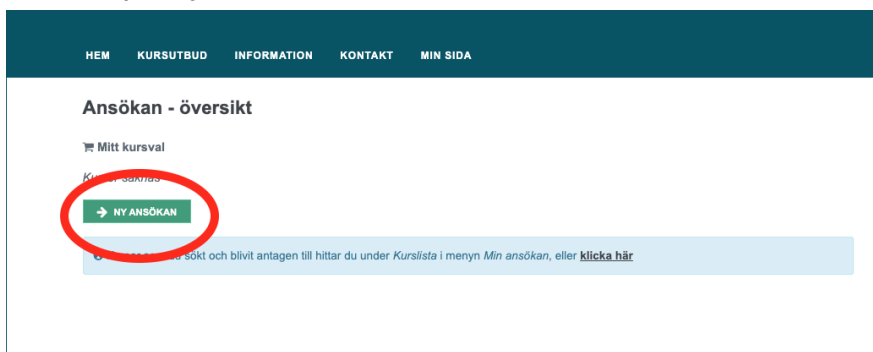 HEM KURSUTBUD INFORMATION KONTAKT MIN SIDA
Ansökan - översikt
Mitt kursval
saknas
NY ANSÖKAN
sökt och blivit antagen till hittar du under Kurslista i menyn Min ansökan, eller klicka här